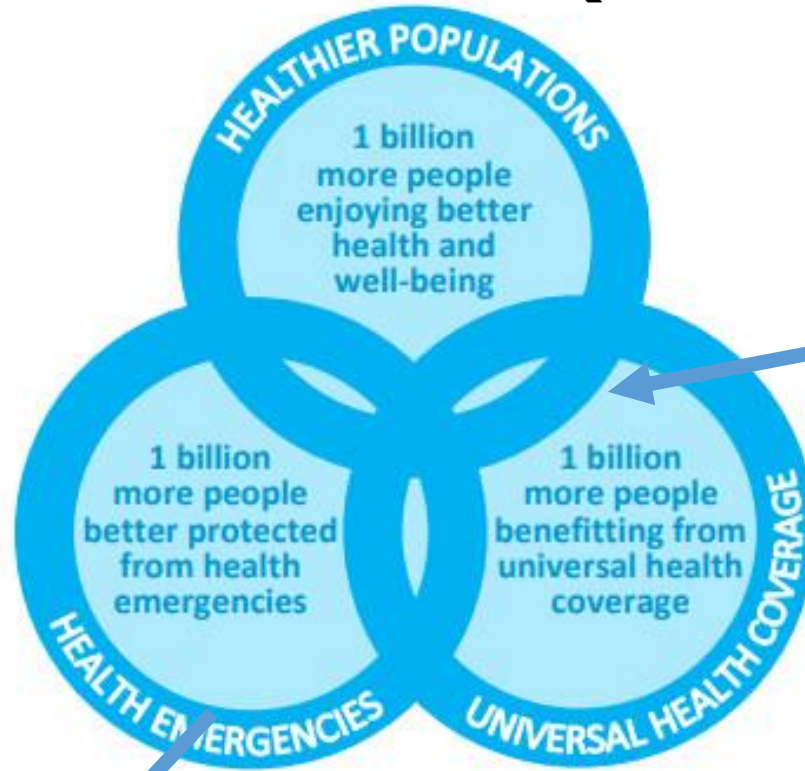 HEALTHIER POPULATIONS
1 billion
more people
enjoying better
health and
well-being
1 billion
more people
better protected
from health
emergencies
HEALTH EMERGENCIES
1 billion
more people
benefitting from
universal health
coverage
UNIVERSAL HEALTH COVERAGE